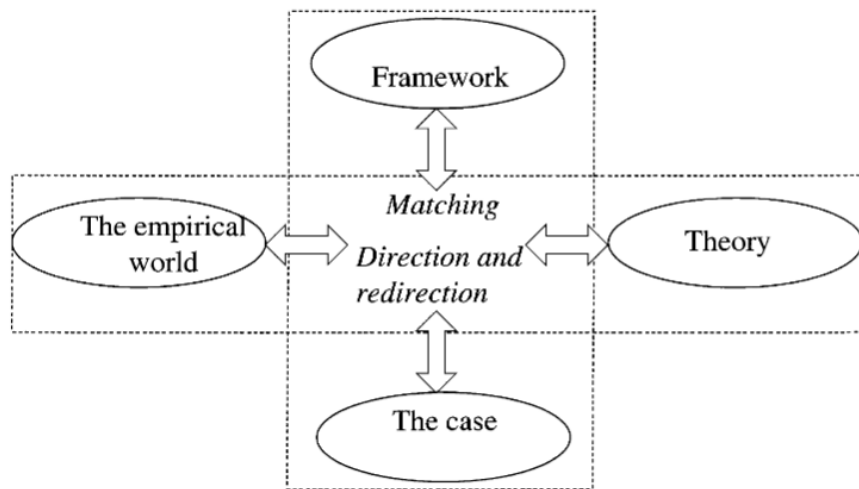 Framework
Matching
The empirical
world
Direction and
redirection
Theory
The case